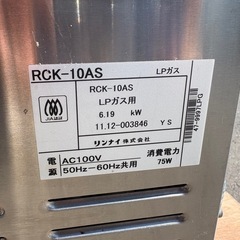 RCK-10AS LPガス
RCK-10AS
LPガス用
6.19 kW
11.12-003846 YS
リンナイ株式会社
電源 AC100V 消費電力
50Hz-60Hz共用 75W
47-9997LPG